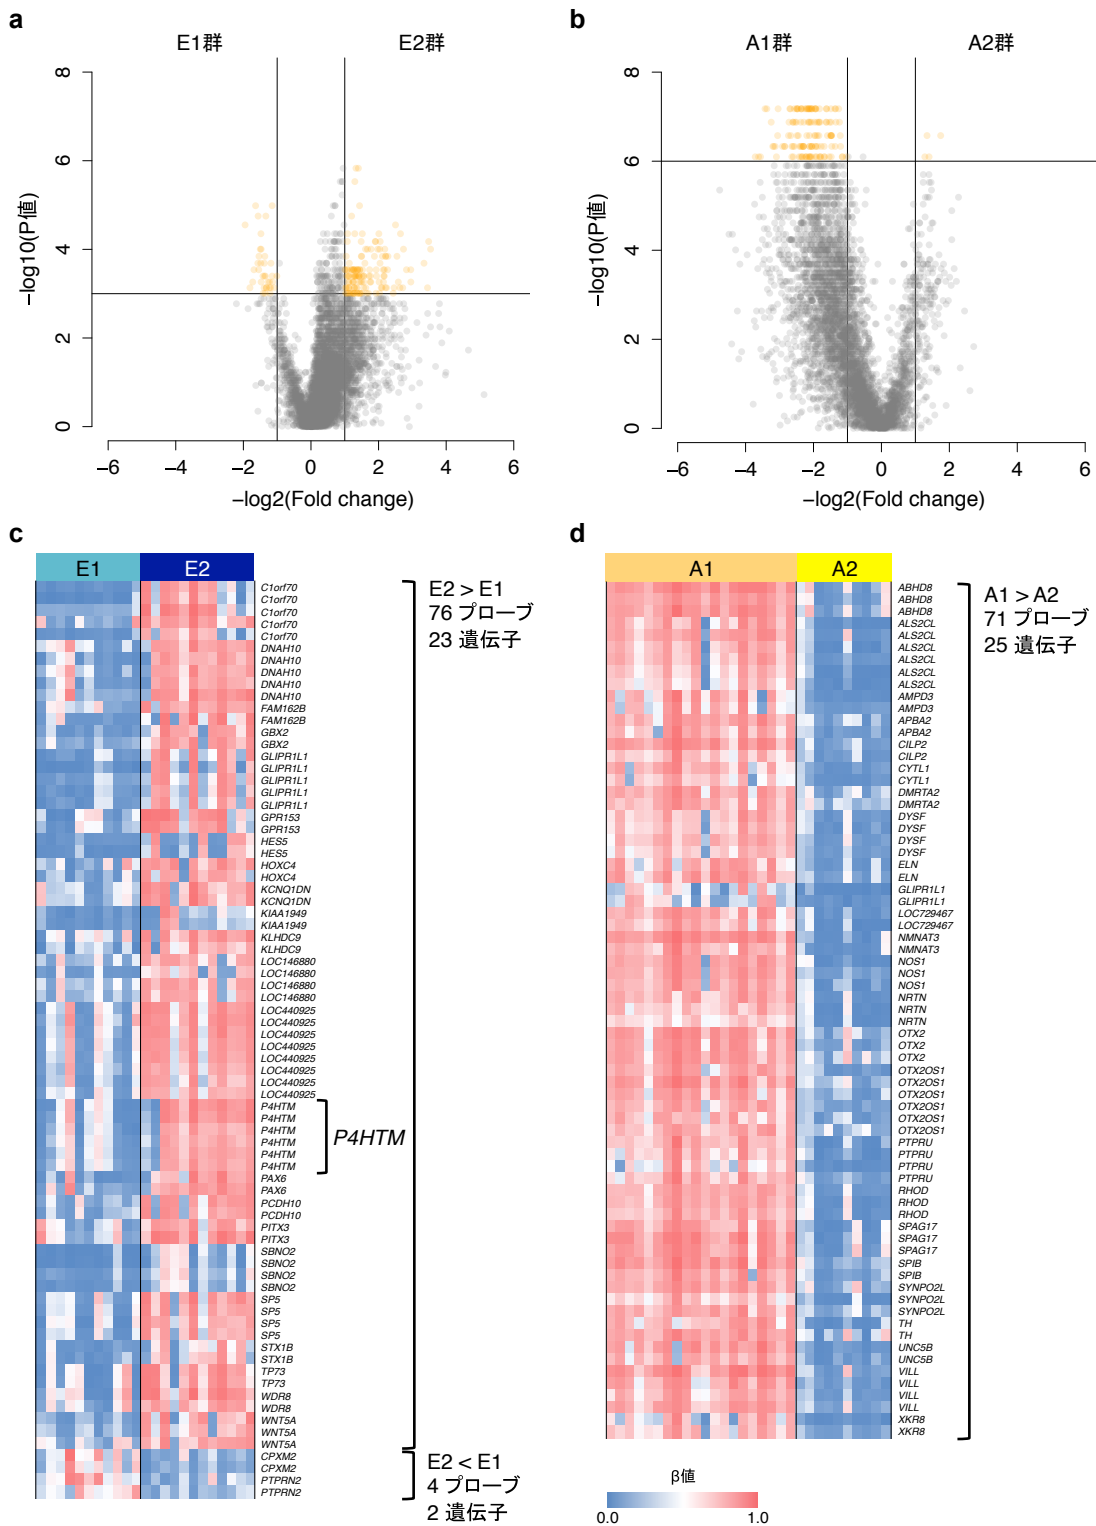 a
E1群
E2群
8
6
4
2
0
−log10(P値)
−6
−4
−2
0
2
4
6
−log2(Fold change)
b
A1群
A2群
8
6
4
2
0
−log10(P値)
−6
−4
−2
0
2
4
6
−log2(Fold change)
c
E1
E2
C1orf70
C1orf70
C1orf70
C1orf70
C1orf70
DNAH10
DNAH10
DNAH10
DNAH10
DNAH10
FAM162B
FAM162B
GBX2
GBX2
GLIPR1L1
GLIPR1L1
GLIPR1L1
GLIPR1L1
GLIPR1L1
GPR153
GPR153
HES5
HES5
HOXC4
HOXC4
KCNQ1DN
KCNQ1DN
KIAA1949
KIAA1949
KLHDC9
KLHDC9
LOC146880
LOC146880
LOC146880
LOC146880
LOC440925
LOC440925
LOC440925
LOC440925
LOC440925
LOC440925
LOC440925
LOC440925
P4HTM
P4HTM
P4HTM
P4HTM
P4HTM
P4HTM
PAX6
PAX6
PCDH10
PCDH10
PITX3
PITX3
SBNO2
SBNO2
SBNO2
SBNO2
SP5
SP5
SP5
SP5
STX1B
STX1B
TP73
TP73
WDR8
WDR8
WNT5A
WNT5A
WNT5A
CPXM2
CPXM2
PTPRN2
PTPRN2
P4HTM
E2 > E1
76 プローブ
23 遺伝子
E2 < E1
4 プローブ
2 遺伝子
d
A1
A2
ABHD8
ABHD8
ABHD8
ALS2CL
ALS2CL
ALS2CL
ALS2CL
ALS2CL
AMPD3
AMPD3
APBA2
APBA2
CILP2
CILP2
CYTL1
CYTL1
DMRTA2
DMRTA2
DYSF
DYSF
DYSF
DYSF
ELN
ELN
GLIPR1L1
GLIPR1L1
LOC729467
LOC729467
NMNAT3
NMNAT3
NOS1
NOS1
NOS1
NRTN
NRTN
NRTN
OTX2
OTX2
OTX2
OTX2OS1
OTX2OS1
OTX2OS1
OTX2OS1
OTX2OS1
OTX2OS1
PTPRU
PTPRU
PTPRU
PTPRU
RHOD
RHOD
RHOD
SPAG17
SPAG17
SPAG17
SPIB
SPIB
SYNPO2L
SYNPO2L
SYNPO2L
TH
TH
UNC5B
UNC5B
VILL
VILL
VILL
VILL
XKR8
XKR8
A1 > A2
71 プローブ
25 遺伝子
β値
0.0
1.0